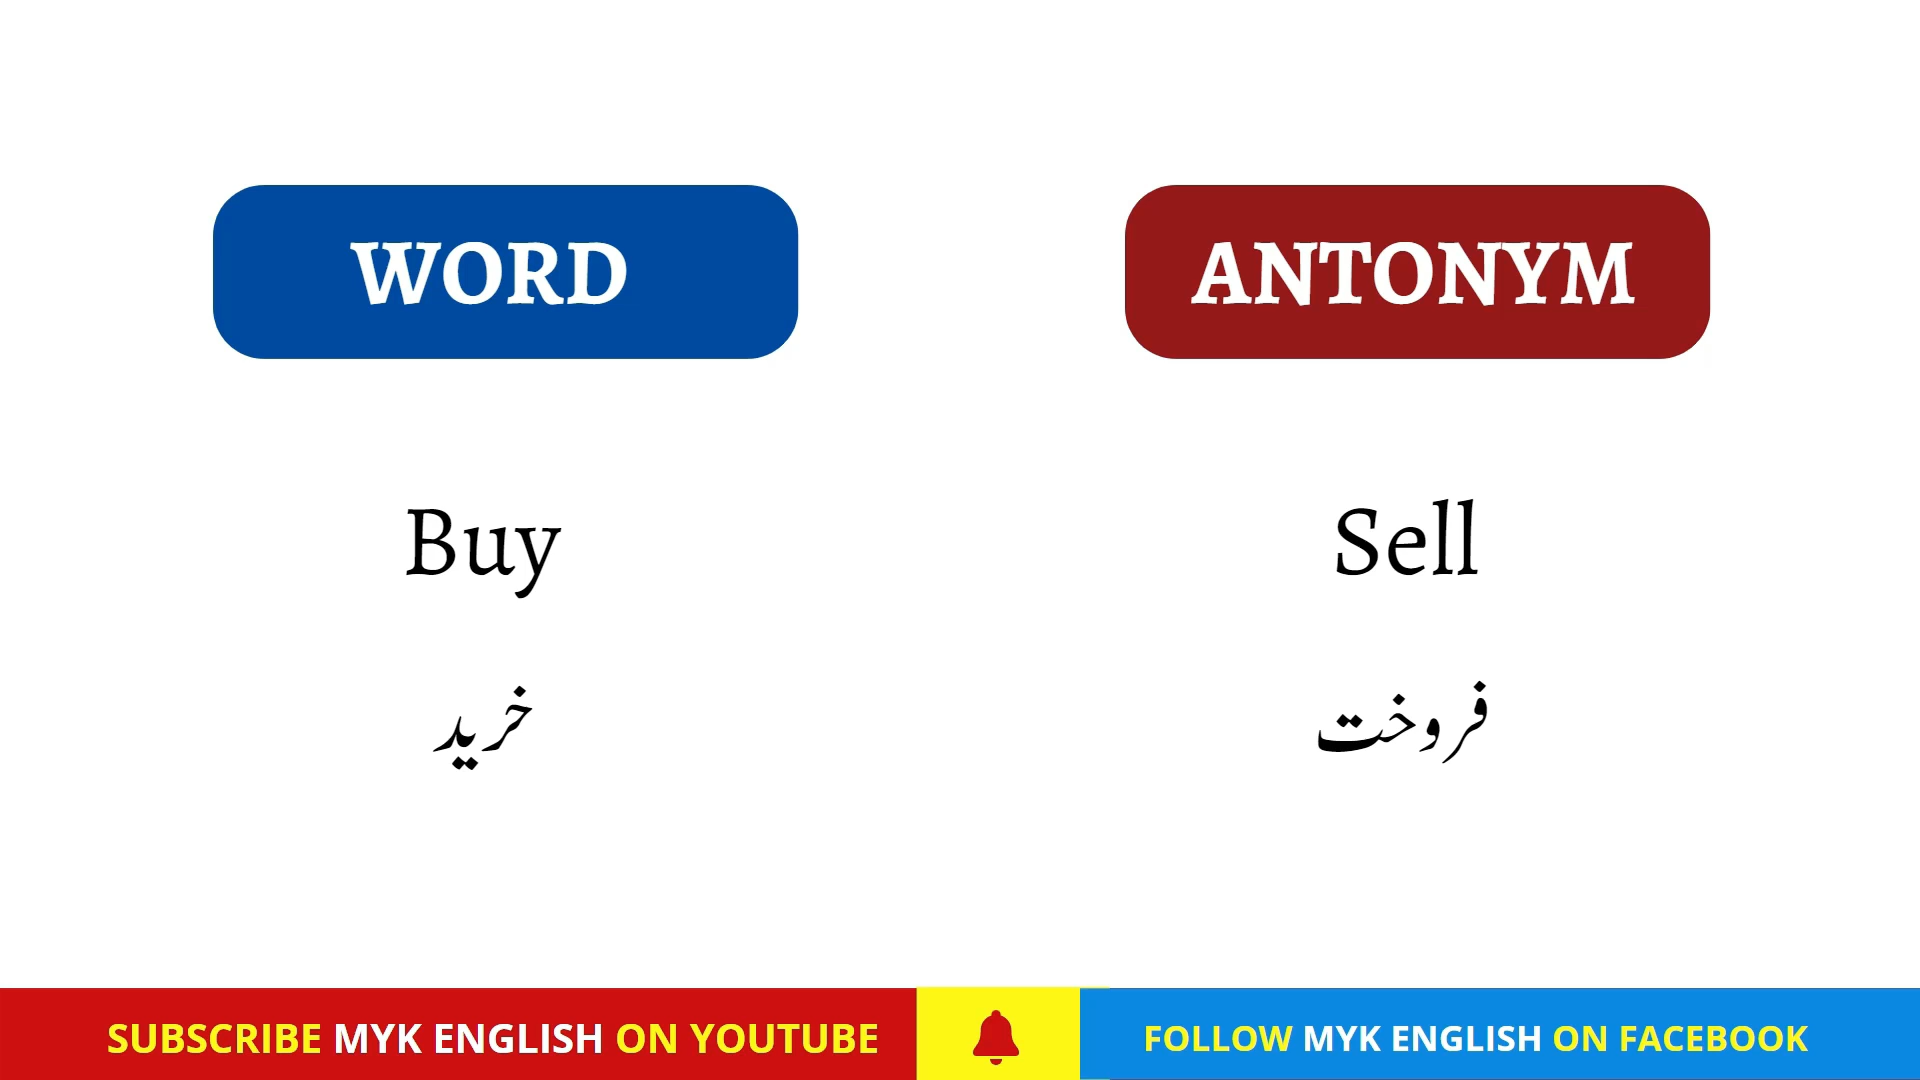 WORD
ANTONYM
Buy
Sell
خرید
فروخت
SUBSCRIBE MYK ENGLISH ON YOUTUBE
FOLLOW MYK ENGLISH ON FACEBOOK